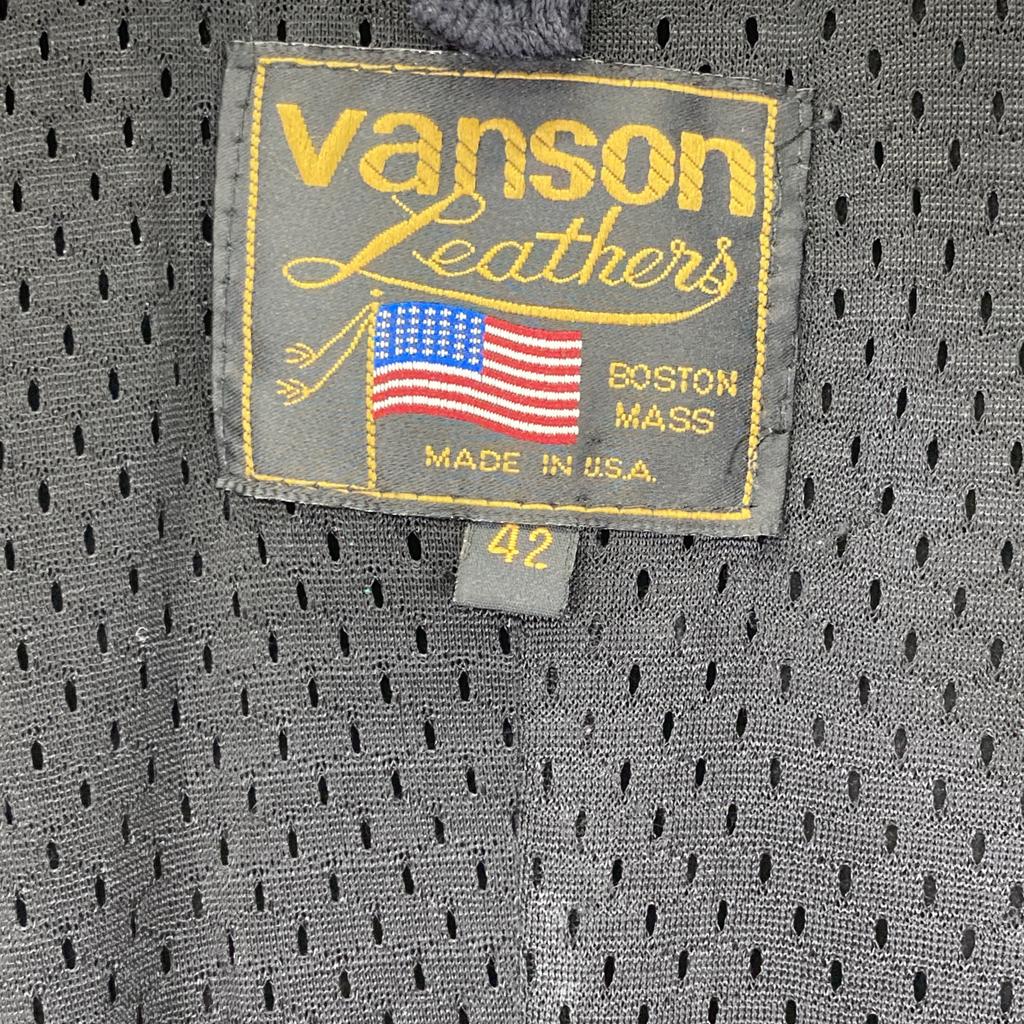 vanson
Leathers
BOSTON
MASS
MADE IN U.S.A.
42